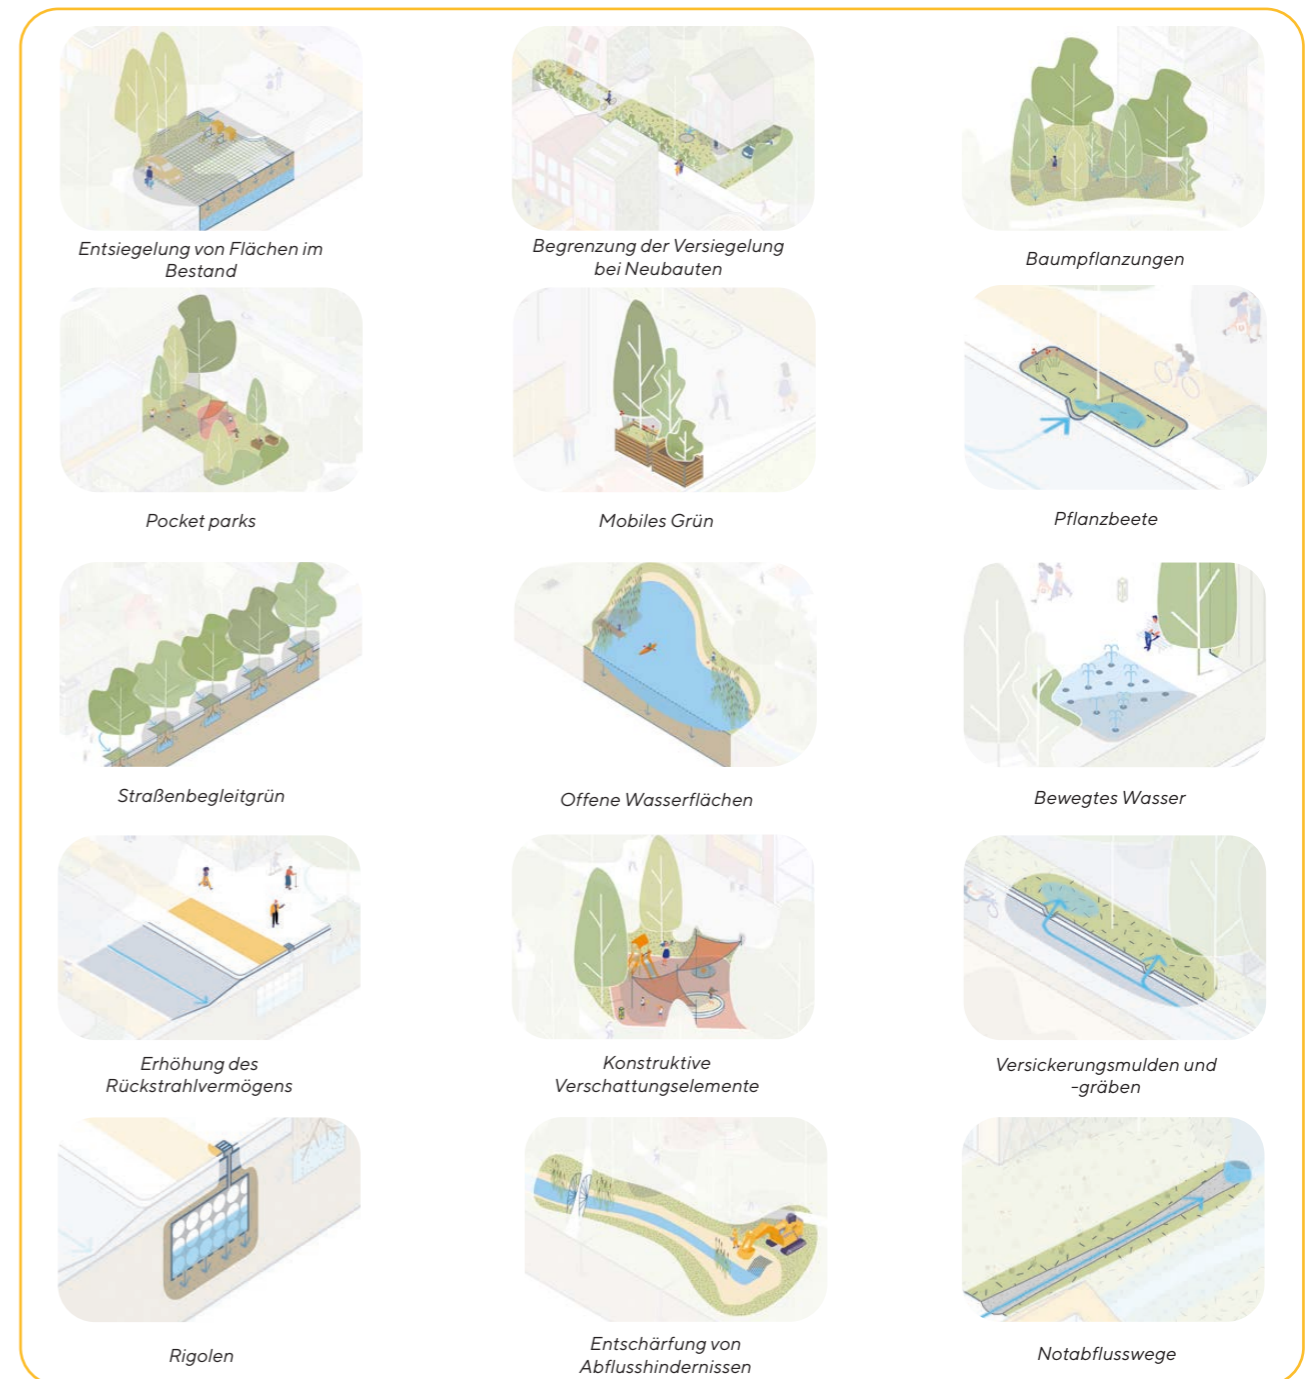 Entsiegelung von Flächen im
Bestand
Begrenzung der Versiegelung
bei Neubauten
Baumpflanzungen
Pocket parks
Mobiles Grün
Pflanzbeete
Straßenbegleitgrün
Offene Wasserflächen
Bewegtes Wasser
Erhöhung des
Rückstrahlvermögens
Konstruktive
Verschattungselemente
Versickerungsmulden und
-gräben
Rigolen
Entschärfung von
Abflusshindernissen
Notabflusswege